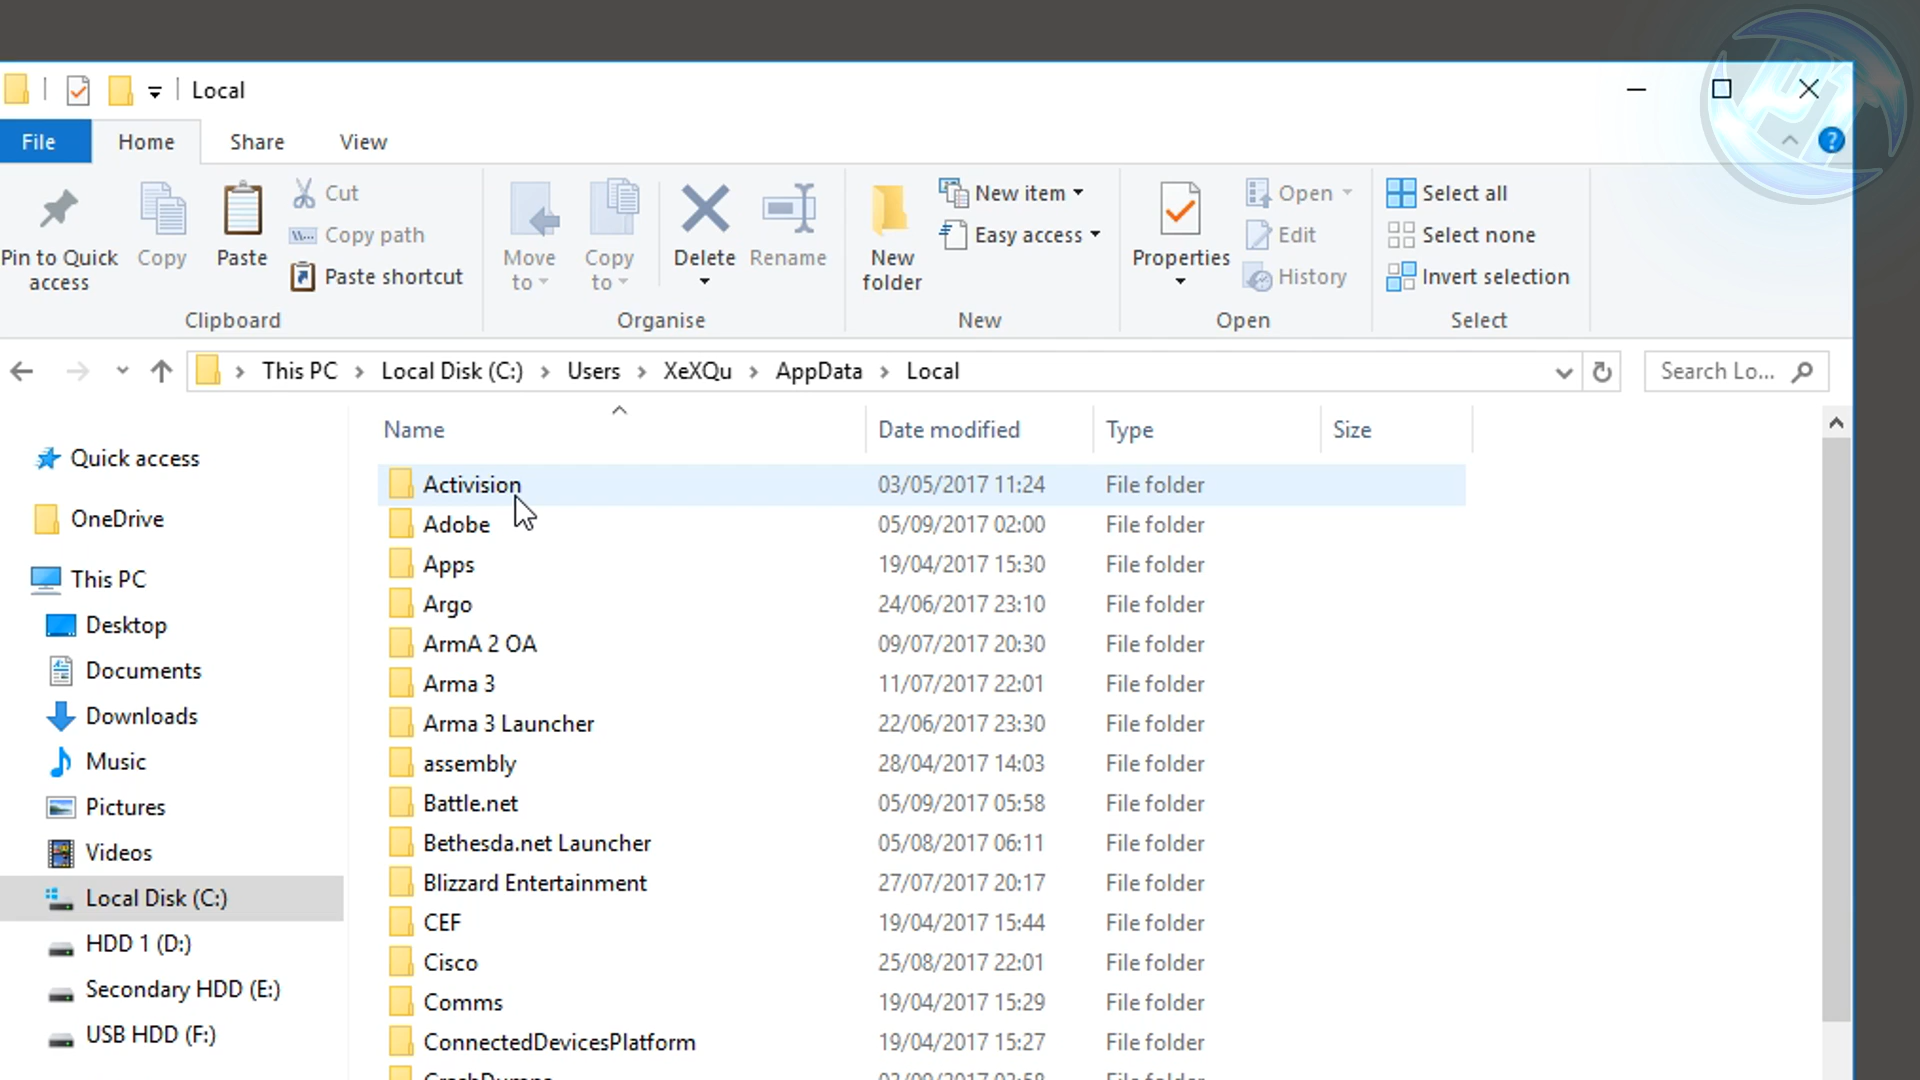 Local
File Home Share View
Pin to Quick access
Copy
Paste
Cut
Copy path
Paste shortcut
Clipboard
Move to
Copy to
Delete
Rename
Organise
New folder
New item
Easy access
New
Properties
Open
Edit
History
Open
Select all
Select none
Invert selection
Select
This PC > Local Disk (C:) > Users > XeXQu > AppData > Local
Search Lo...
Quick access
OneDrive
This PC
Desktop
Documents
Downloads
Music
Pictures
Videos
Local Disk (C:)
HDD 1 (D:)
Secondary HDD (E:)
USB HDD (F:)
Name Date modified Type Size
Activision 03/05/2017 11:24 File folder
Adobe 05/09/2017 02:00 File folder
Apps 19/04/2017 15:30 File folder
Argo 24/06/2017 23:10 File folder
ArmA 2 OA 09/07/2017 20:30 File folder
Arma 3 11/07/2017 22:01 File folder
Arma 3 Launcher 22/06/2017 23:30 File folder
assembly 28/04/2017 14:03 File folder
Battle.net 05/09/2017 05:58 File folder
Bethesda.net Launcher 05/08/2017 06:11 File folder
Blizzard Entertainment 27/07/2017 20:17 File folder
CEF 19/04/2017 15:44 File folder
Cisco 25/08/2017 22:01 File folder
Comms 19/04/2017 15:29 File folder
ConnectedDevicesPlatform 19/04/2017 15:27 File folder